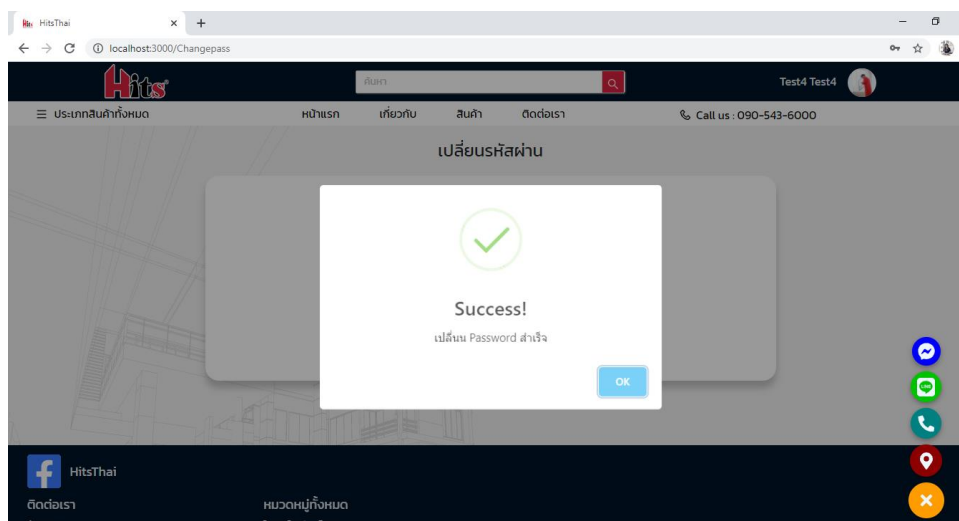 HitsThai
localhost:3000/Changepass
Hits
ค้นหา
Test4 Test4
ประเภทสินค้าทั้งหมด
หน้าแรก
เกี่ยวกับ
สินค้า
ติดต่อเรา
Call us : 090-543-6000
เปลี่ยนรหัสผ่าน
Success!
เปลี่นน Password สำเร็จ
OK
HitsThai
ติดต่อเรา
หมวดหมู่ทั้งหมด